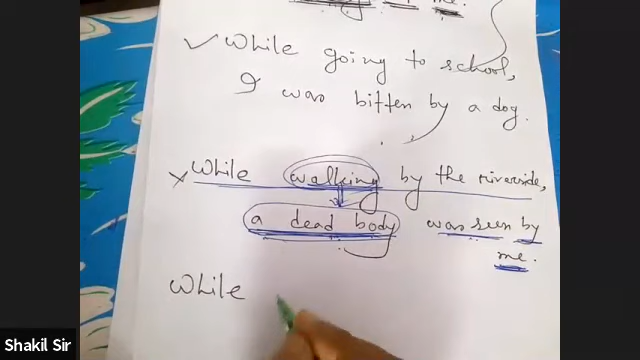 me.
✓ While going to school,
I was bitten by a dog.
× While walking by the riverside,
a dead body was seen by
me.
While
Shakil Sir